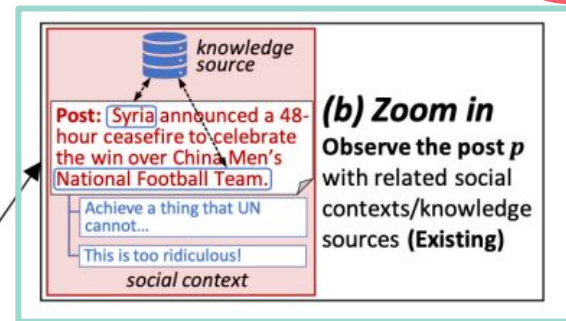 knowledge
source
Post: Syria announced a 48-
hour ceasefire to celebrate
the win over China Men's
National Football Team.
Achieve a thing that UN
cannot...
This is too ridiculous!
social context
(b) Zoom in
Observe the post p
with related social
contexts/knowledge
sources (Existing)